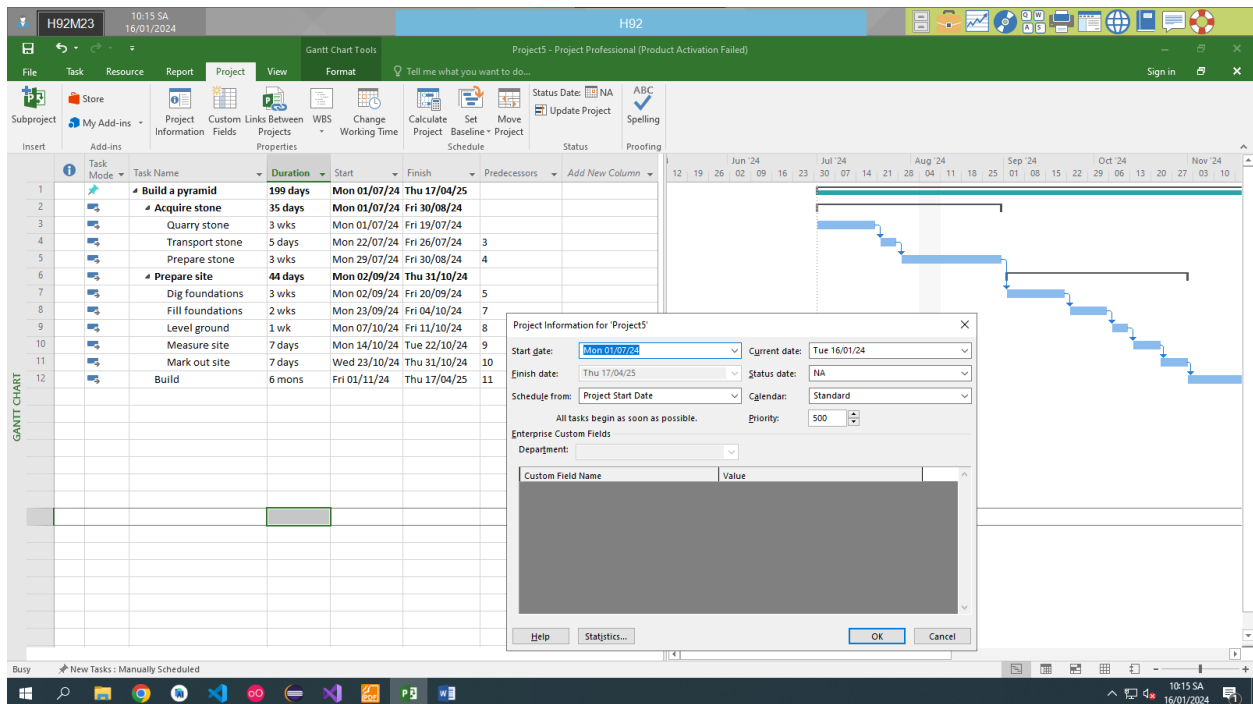 H92M23
10:15 SA
16/01/2024
H92
Q W
A S
Gantt Chart Tools
Project5 - Project Professional (Product Activation Failed)
File Task Resource Report Project View Format Tell me what you want to do... Sign in
Subproject
Store
My Add-ins
Project Information
Custom Fields
Links Between Projects
WBS
Change Working Time
Calculate Project
Set Baseline
Move Project
Status Date: NA
Update Project
ABC
Spelling
Insert Add-ins Properties Schedule Status Proofing
Task Mode Task Name Duration Start Finish Predecessors Add New Column
Jun '24 Jul '24 Aug '24 Sep '24 Oct '24 Nov '24
12 19 26 02 09 16 23 30 07 14 21 28 04 11 18 25 01 08 15 22 29 06 13 20 27 03 10
1 Build a pyramid 199 days Mon 01/07/24 Thu 17/04/25
2 Acquire stone 35 days Mon 01/07/24 Fri 30/08/24
3 Quarry stone 3 wks Mon 01/07/24 Fri 19/07/24
4 Transport stone 5 days Mon 22/07/24 Fri 26/07/24 3
5 Prepare stone 3 wks Mon 29/07/24 Fri 30/08/24 4
6 Prepare site 44 days Mon 02/09/24 Thu 31/10/24
7 Dig foundations 3 wks Mon 02/09/24 Fri 20/09/24 5
8 Fill foundations 2 wks Mon 23/09/24 Fri 04/10/24 7
9 Level ground 1 wk Mon 07/10/24 Fri 11/10/24 8
10 Measure site 7 days Mon 14/10/24 Tue 22/10/24 9
11 Mark out site 7 days Wed 23/10/24 Thu 31/10/24 10
12 Build 6 mons Fri 01/11/24 Thu 17/04/25 11
GANTT CHART
Project Information for 'Project5'
Start date: Mon 01/07/24 Current date: Tue 16/01/24
Finish date: Thu 17/04/25 Status date: NA
Schedule from: Project Start Date Calendar: Standard
All tasks begin as soon as possible. Priority: 500
Enterprise Custom Fields
Department:
Custom Field Name Value
Help Statistics... OK Cancel
Busy New Tasks : Manually Scheduled
10:15 SA
16/01/2024